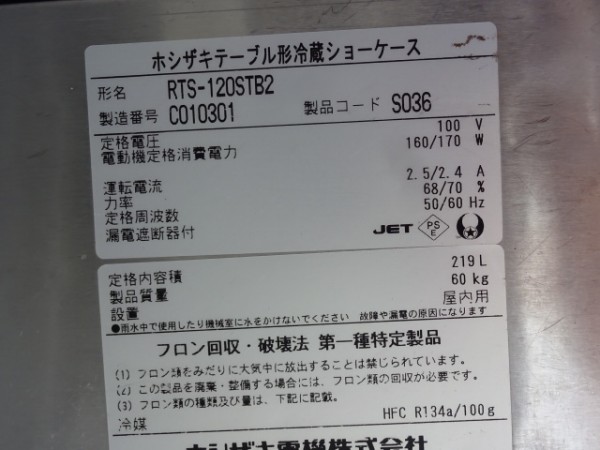 ホシザキテーブル形冷蔵ショーケース
形名 RTS-120STB2
製造番号 C010301 製品コード S036
定格電圧 100 V
電動機定格消費電力 160/170 W
運転電流 2.5/2.4 A
力率 68/70 %
定格周波数 50/60 Hz
漏電遮断器付 JET PSE
定格内容積 219 L
製品質量 60 kg
設置 屋内用
●雨水中で使用したり機械室に水をかけないでください 故障や漏電の原因になります
フロン回収・破壊法 第一種特定製品
(1) フロン類をみだりに大気中に放出することは禁じられています。
(2) この製品を廃棄・整備する場合には、フロン類の回収が必要です。
(3) フロン類の種類及び量は、下記に記載。
冷媒 HFC R134a/100g
ホシザキ電機株式会社